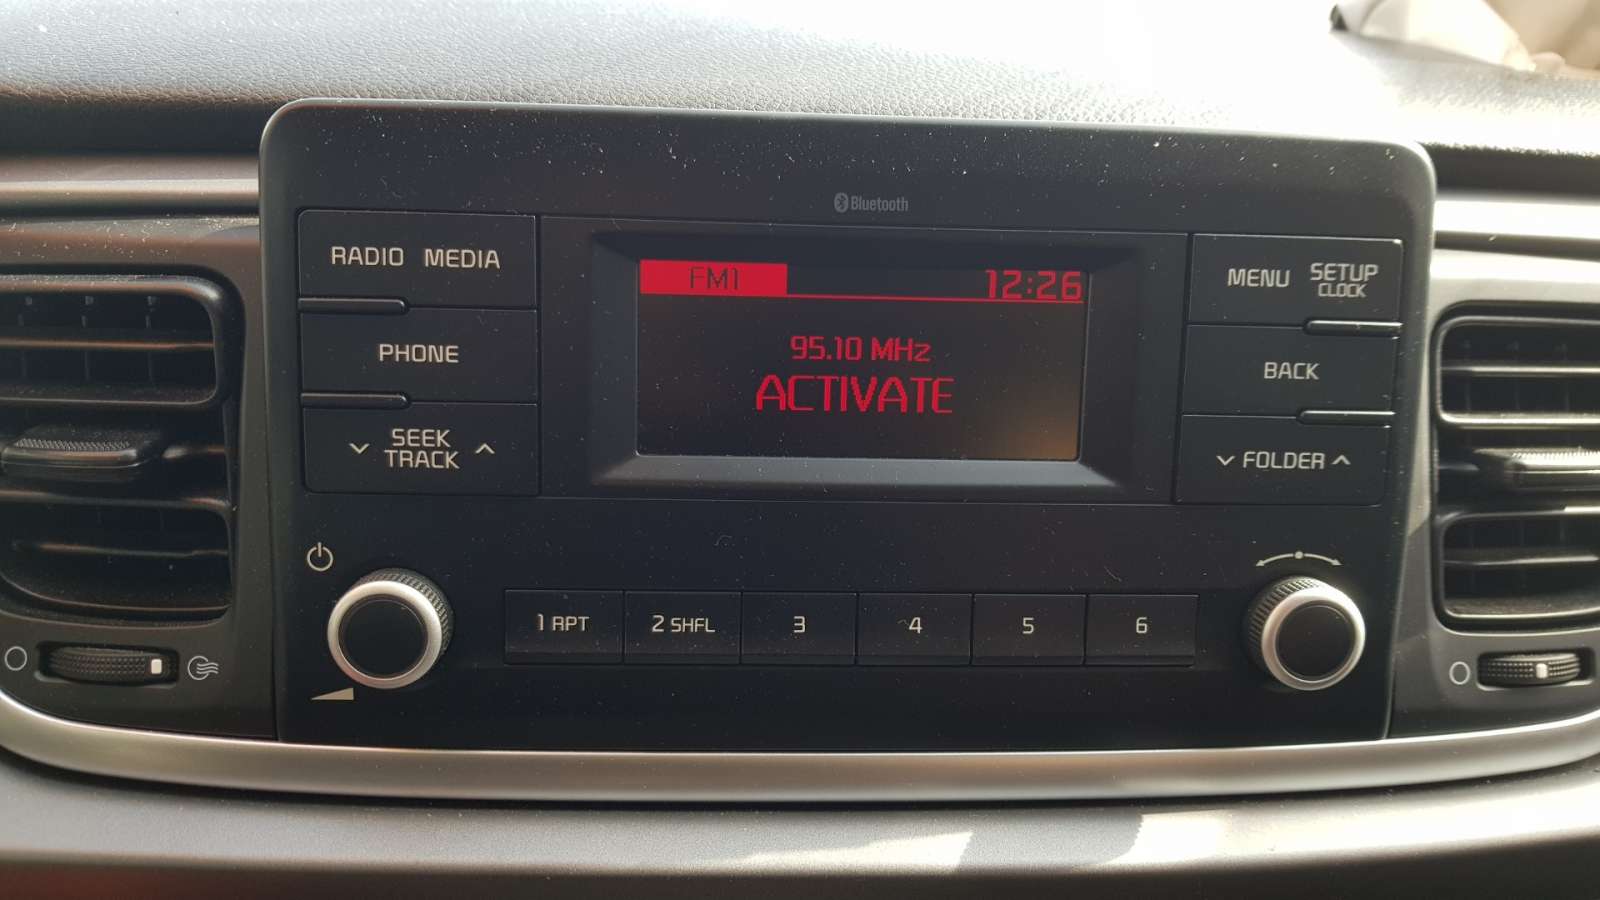 Bluetooth
RADIO MEDIA
PHONE
SEEK
TRACK
FM1 12:26
95.10 MHz
ACTIVATE
MENU SETUP
CLOCK
BACK
FOLDER
1 RPT 2 SHFL 3 4 5 6